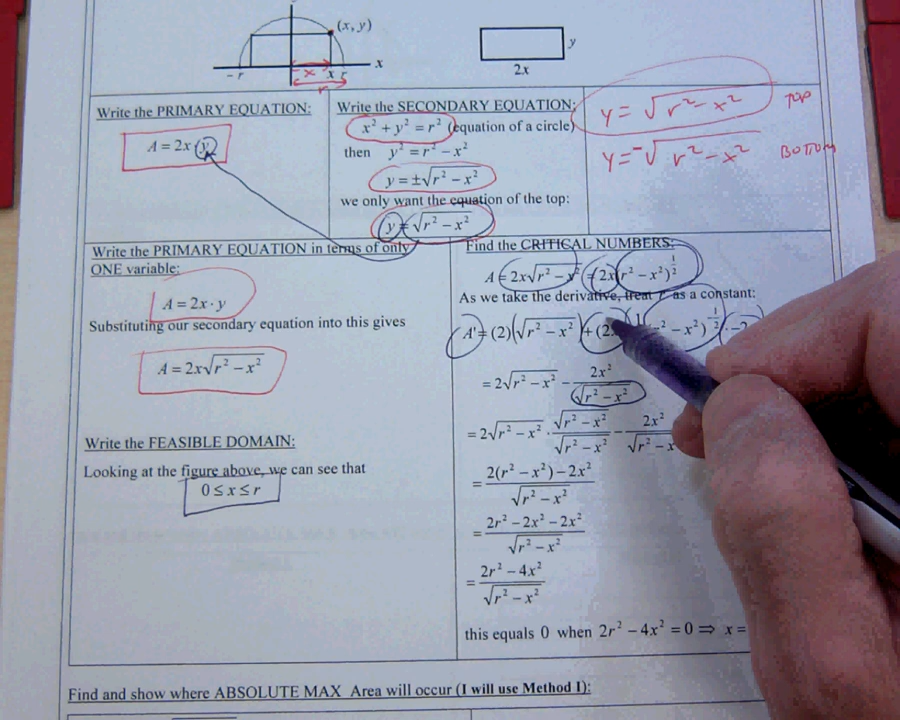 (x, y)
y
− r
x
x
r
x
r
2x
Write the PRIMARY EQUATION:
A = 2x·y
Write the SECONDARY EQUATION:
x² + y² = r² (equation of a circle)
then y² = r² − x²
y = ±√(r² − x²)
we only want the equation of the top:
y = √(r² − x²)
y = √(r² − x²) TOP
y = −√(r² − x²) BOTTOM
Write the PRIMARY EQUATION in terms of only
ONE variable:
A = 2x · y
Substituting our secondary equation into this gives
A = 2x√(r² − x²)
Write the FEASIBLE DOMAIN:
Looking at the figure above, we can see that
0 ≤ x ≤ r
Find the CRITICAL NUMBERS:
A = 2x√(r² − x²) = (2x)(r² − x²)^(1/2)
As we take the derivative, treat r as a constant:
A' = (2)(√(r² − x²)) + (2
= 2√(r² − x²) − 2x²/√(r² − x²)
= 2√(r² − x²) · √(r² − x²)/√(r² − x²) − 2x²/√(r² − x
= (2(r² − x²) − 2x²)/√(r² − x²)
= (2r² − 2x² − 2x²)/√(r² − x²)
= (2r² − 4x²)/√(r² − x²)
this equals 0 when 2r² − 4x² = 0 ⇒ x =
Find and show where ABSOLUTE MAX Area will occur (I will use Method I):